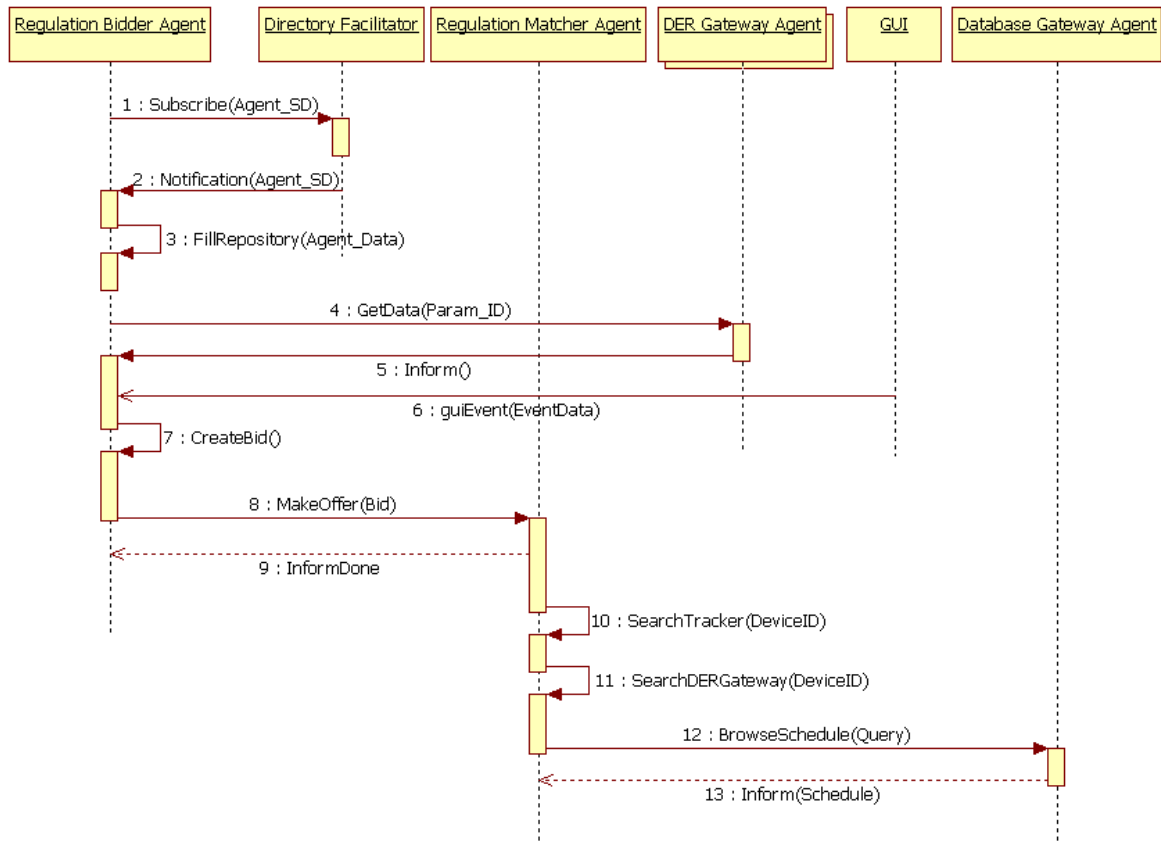 Regulation Bidder Agent
Directory Facilitator
Regulation Matcher Agent
DER Gateway Agent
GUI
Database Gateway Agent
1 : Subscribe(Agent_SD)
2 : Notification(Agent_SD)
3 : FillRepository(Agent_Data)
4 : GetData(Param_ID)
5 : Inform()
6 : guiEvent(EventData)
7 : CreateBid()
8 : MakeOffer(Bid)
9 : InformDone
10 : SearchTracker(DeviceID)
11 : SearchDERGateway(DeviceID)
12 : BrowseSchedule(Query)
13 : Inform(Schedule)